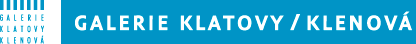 GALERIE
KLATOVY
KLENOVÁ
GALERIE KLATOVY / KLENOVÁ